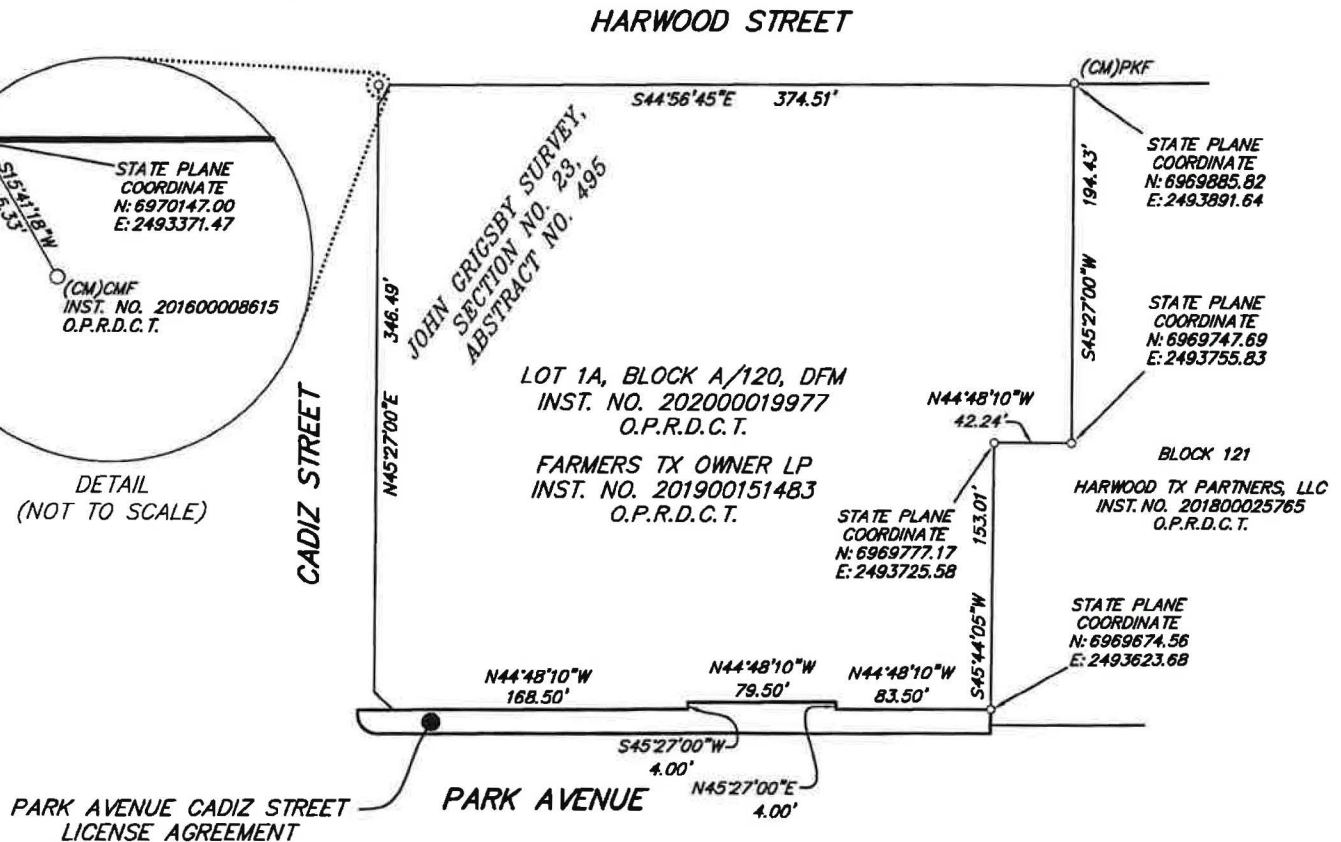 HARWOOD STREET
(CM)PKF
S44°56'45"E 374.51'
STATE PLANE
COORDINATE
N: 6970147.00
E: 2493371.47
S15°41'18"W
(CM)CMF
INST. NO. 201600008615
O.P.R.D.C.T.
DETAIL
(NOT TO SCALE)
JOHN GRIGSBY SURVEY,
SECTION NO. 23,
ABSTRACT NO. 495
346.49'
N45°27'00"E
CADIZ STREET
LOT 1A, BLOCK A/120, DFM
INST. NO. 202000019977
O.P.R.D.C.T.
FARMERS TX OWNER LP
INST. NO. 201900151483
O.P.R.D.C.T.
194.43'
S45°27'00"W
STATE PLANE
COORDINATE
N: 6969885.82
E: 2493891.64
STATE PLANE
COORDINATE
N: 6969747.69
E: 2493755.83
N44°48'10"W
42.24'
BLOCK 121
HARWOOD TX PARTNERS, LLC
INST. NO. 201800025765
O.P.R.D.C.T.
STATE PLANE
COORDINATE
N: 6969777.17
E: 2493725.58
153.01'
S45°44'05"W
STATE PLANE
COORDINATE
N: 6969674.56
E: 2493623.68
N44°48'10"W
168.50'
N44°48'10"W
79.50'
N44°48'10"W
83.50'
S45°27'00"W
4.00'
N45°27'00"E
4.00'
PARK AVENUE
PARK AVENUE CADIZ STREET
LICENSE AGREEMENT